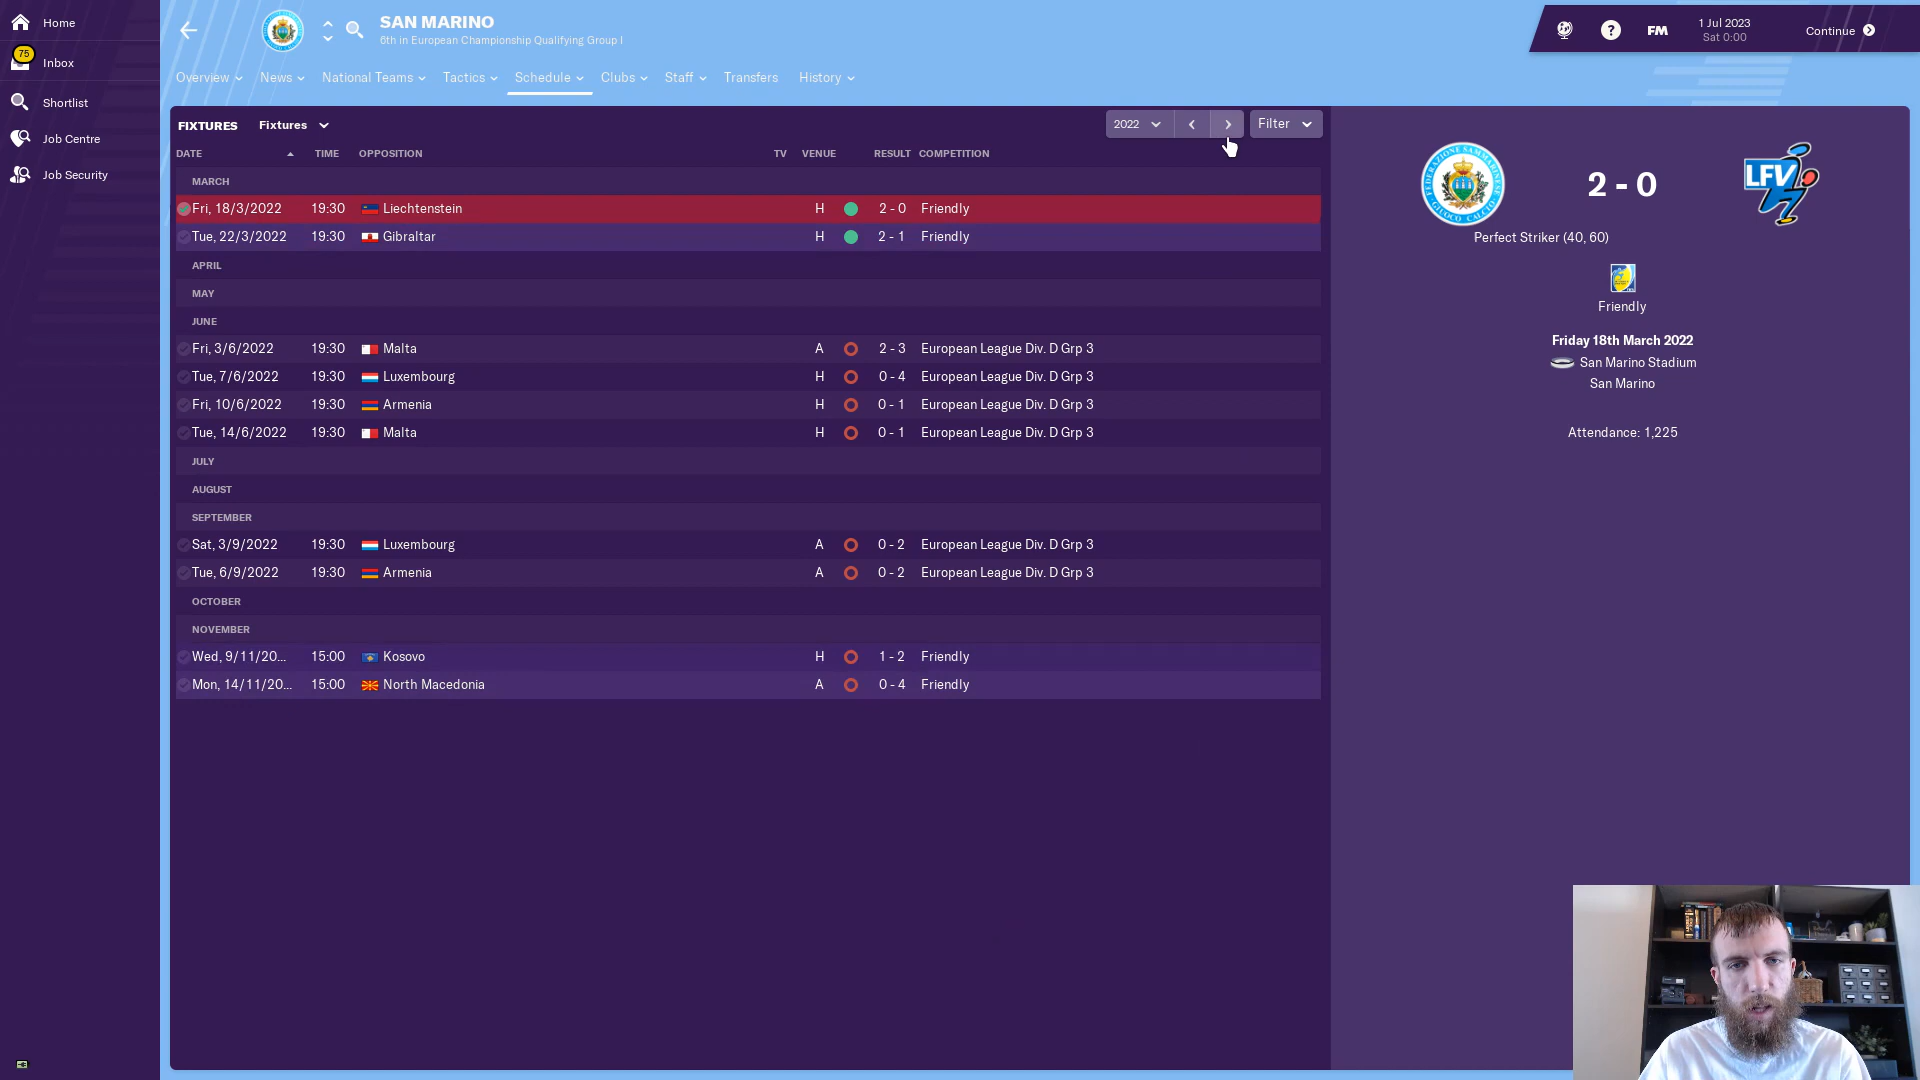 Home
75
Inbox
Shortlist
Job Centre
Job Security
SAN MARINO
6th in European Championship Qualifying Group I
? FM 1 Jul 2023
Sat 0:00
Continue
Overview News National Teams Tactics Schedule Clubs Staff Transfers History
FIXTURES Fixtures 2022 Filter
DATE TIME OPPOSITION TV VENUE RESULT COMPETITION
MARCH
Fri, 18/3/2022 19:30 Liechtenstein H 2 - 0 Friendly
Tue, 22/3/2022 19:30 Gibraltar H 2 - 1 Friendly
APRIL
MAY
JUNE
Fri, 3/6/2022 19:30 Malta A 2 - 3 European League Div. D Grp 3
Tue, 7/6/2022 19:30 Luxembourg H 0 - 4 European League Div. D Grp 3
Fri, 10/6/2022 19:30 Armenia H 0 - 1 European League Div. D Grp 3
Tue, 14/6/2022 19:30 Malta H 0 - 1 European League Div. D Grp 3
JULY
AUGUST
SEPTEMBER
Sat, 3/9/2022 19:30 Luxembourg A 0 - 2 European League Div. D Grp 3
Tue, 6/9/2022 19:30 Armenia A 0 - 2 European League Div. D Grp 3
OCTOBER
NOVEMBER
Wed, 9/11/20... 15:00 Kosovo H 1 - 2 Friendly
Mon, 14/11/20... 15:00 North Macedonia A 0 - 4 Friendly
FEDERAZIONE SAMMARINESE GIUOCO CALCIO
2 - 0
LFV
Perfect Striker (40, 60)
Friendly
Friday 18th March 2022
San Marino Stadium
San Marino
Attendance: 1,225